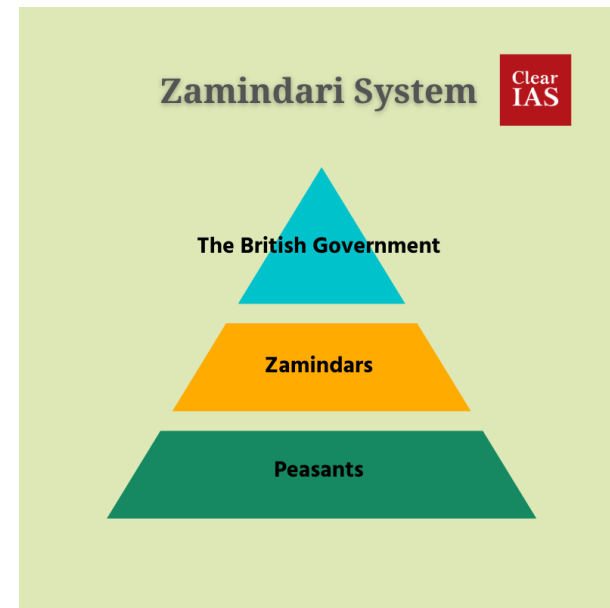 Zamindari System
Clear
IAS
The British Government
Zamindars
Peasants